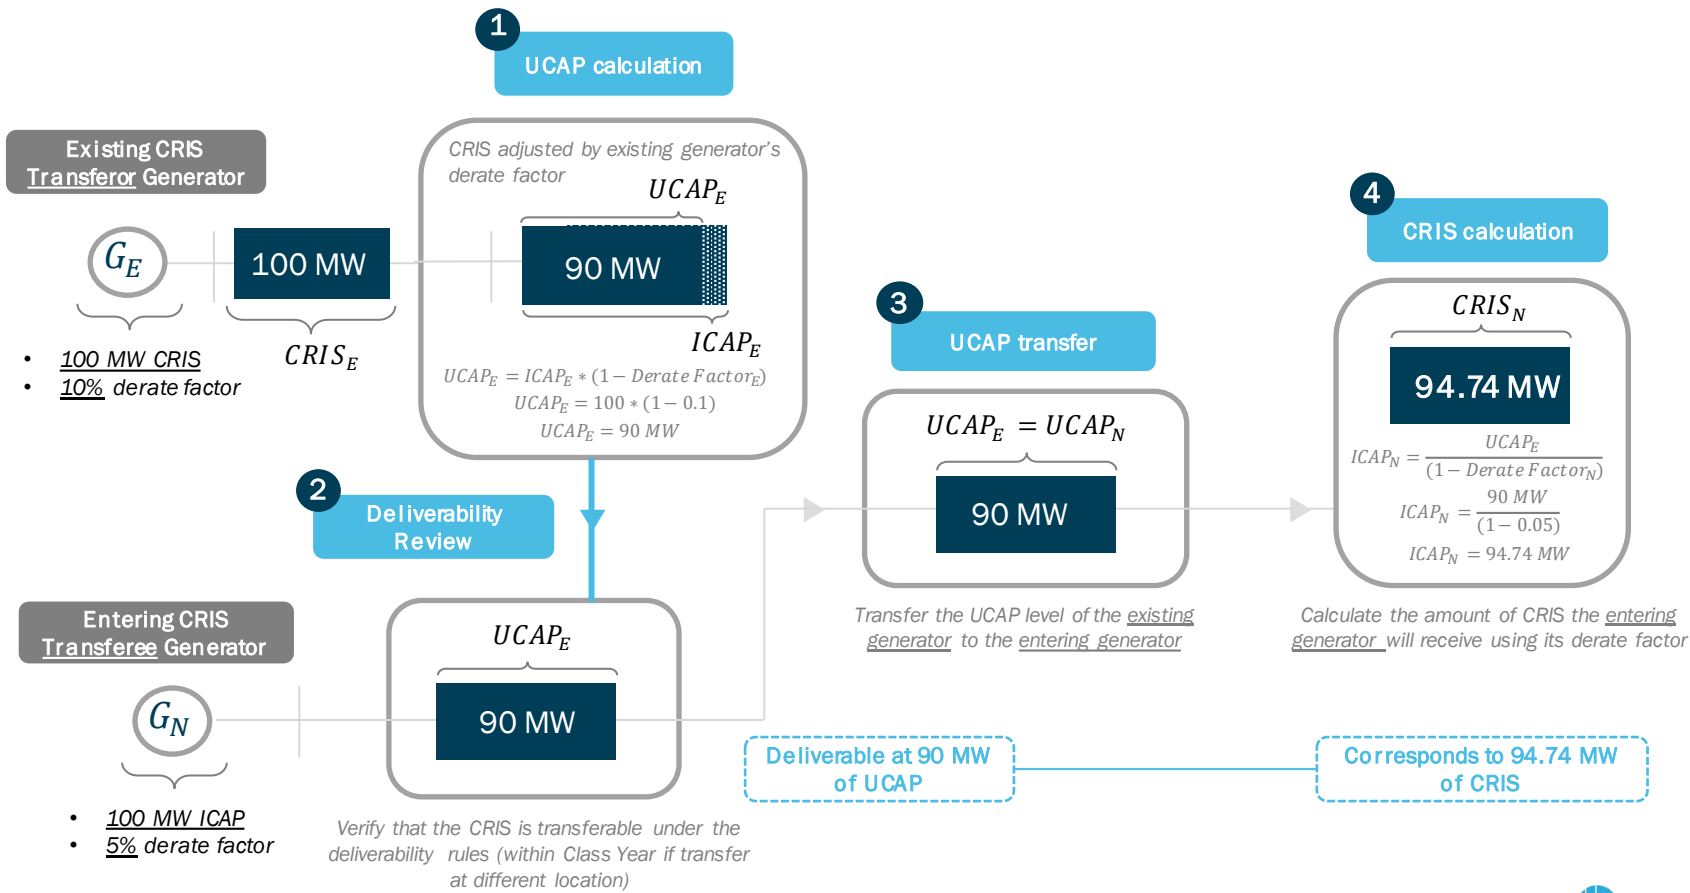 1
UCAP calculation
Existing CRIS
Transferor Generator
CRIS adjusted by existing generator's
derate factor
UCAP_E
G_E
100 MW
90 MW
ICAP_E
CRIS_E
• 100 MW CRIS
• 10% derate factor
UCAP_E = ICAP_E * (1 − Derate Factor_E)
UCAP_E = 100 * (1 − 0.1)
UCAP_E = 90 MW
2
Deliverability
Review
Entering CRIS
Transferee Generator
G_N
• 100 MW ICAP
• 5% derate factor
UCAP_E
90 MW
Verify that the CRIS is transferable under the
deliverability rules (within Class Year if transfer
at different location)
3
UCAP transfer
UCAP_E = UCAP_N
90 MW
Transfer the UCAP level of the existing
generator to the entering generator
4
CRIS calculation
CRIS_N
94.74 MW
ICAP_N = UCAP_E / (1 − Derate Factor_N)
ICAP_N = 90 MW / (1 − 0.05)
ICAP_N = 94.74 MW
Calculate the amount of CRIS the entering
generator will receive using its derate factor
Deliverable at 90 MW
of UCAP
Corresponds to 94.74 MW
of CRIS